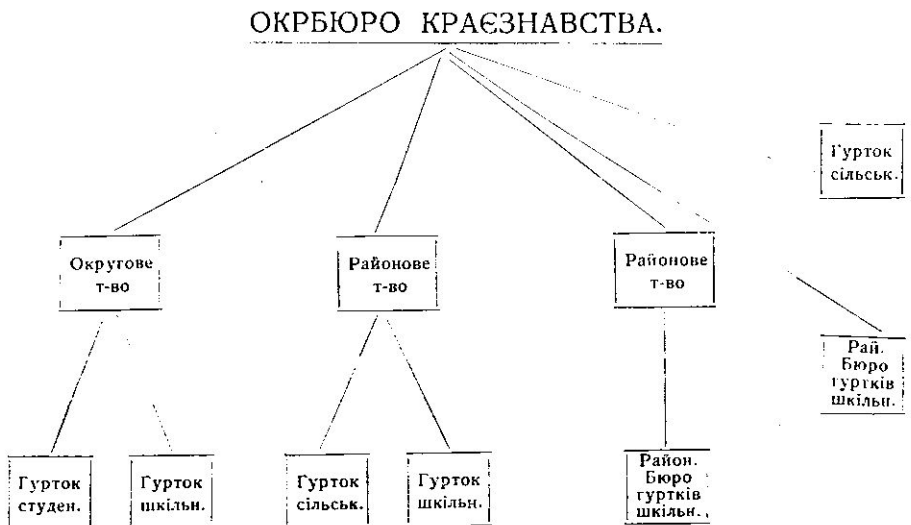 ОКРБЮРО КРАЄЗНАВСТВА.
Гурток
сільськ.
Округове
т-во
Районове
т-во
Районове
т-во
Рай.
Бюро
гуртків
шкільн.
Гурток
студен.
Гурток
шкільн.
Гурток
сільськ.
Гурток
шкільн.
Район.
Бюро
гуртків
шкільн.